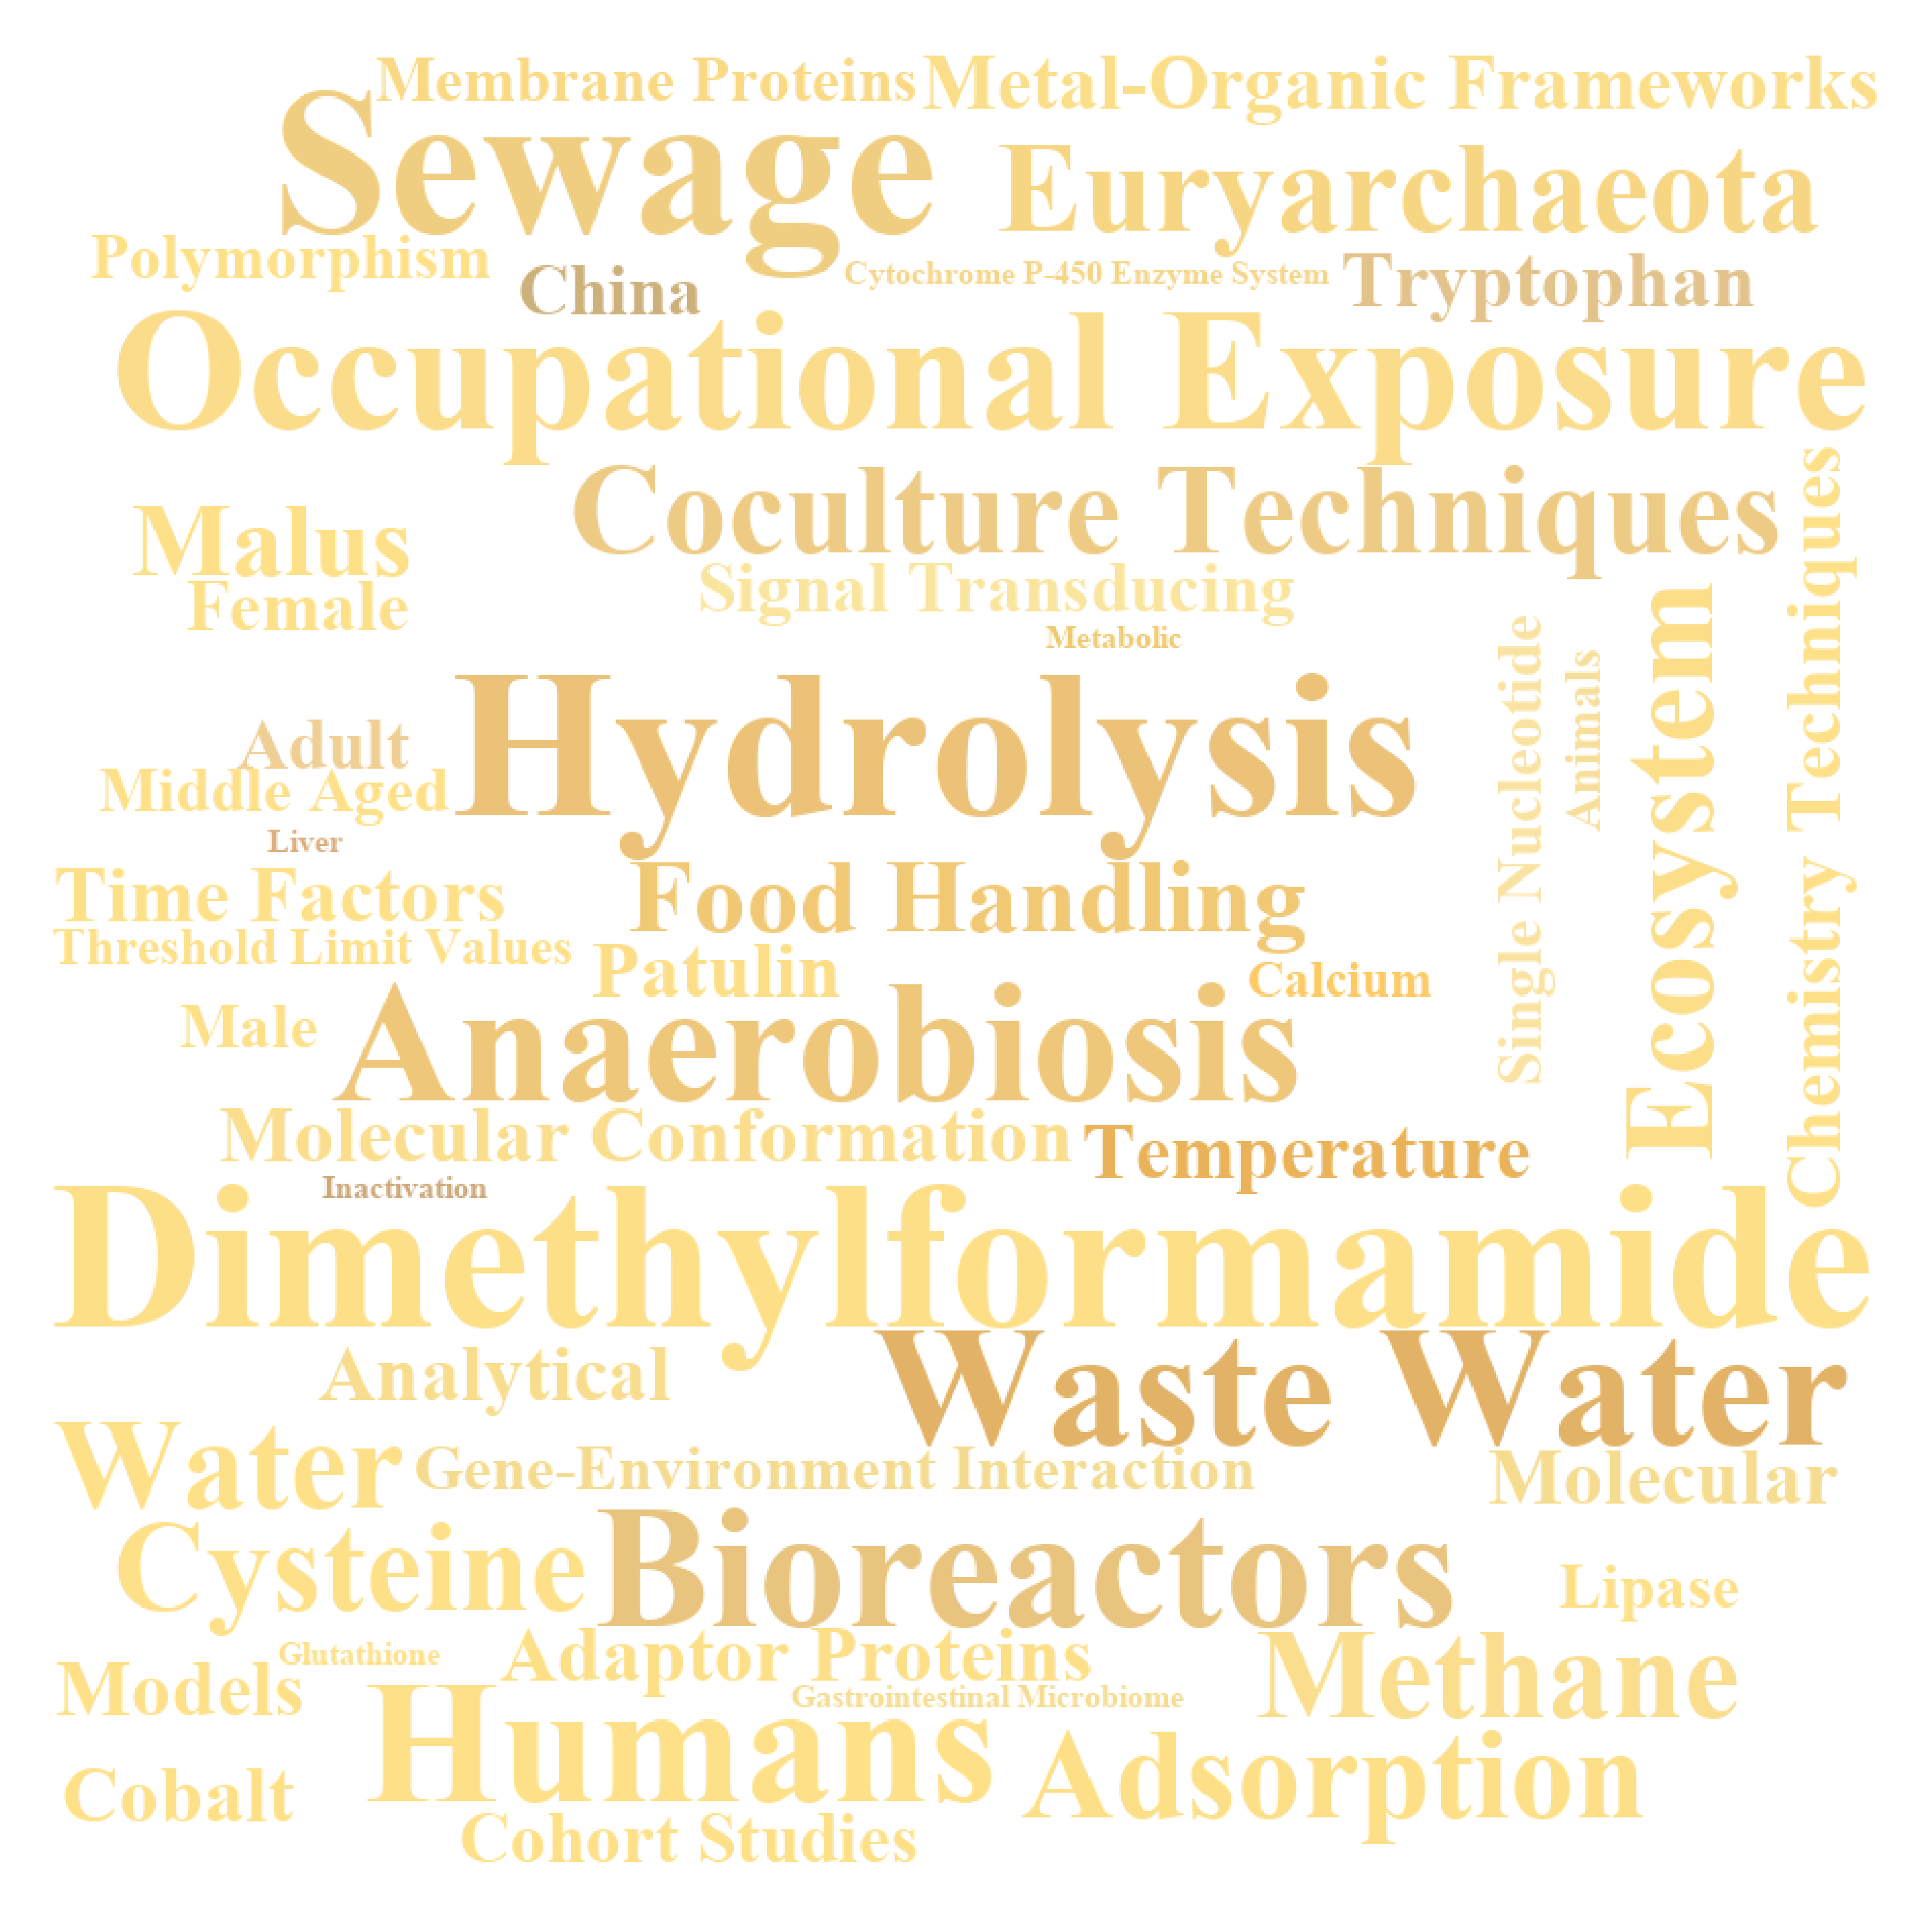 Membrane Proteins
Metal-Organic Frameworks
Sewage
Euryarchaeota
Polymorphism
China
Cytochrome P-450 Enzyme System
Tryptophan
Occupational Exposure
Coculture Techniques
Malus
Female
Signal Transducing
Metabolic
Hydrolysis
Adult
Middle Aged
Liver
Single Nucleotide
Animals
Ecosystem
Chemistry Techniques
Time Factors
Food Handling
Threshold Limit Values
Patulin
Calcium
Male
Anaerobiosis
Molecular Conformation
Temperature
Inactivation
Dimethylformamide
Analytical
Waste Water
Water
Gene-Environment Interaction
Molecular
Cysteine
Bioreactors
Lipase
Glutathione
Adaptor Proteins
Methane
Models
Gastrointestinal Microbiome
Humans
Adsorption
Cobalt
Cohort Studies